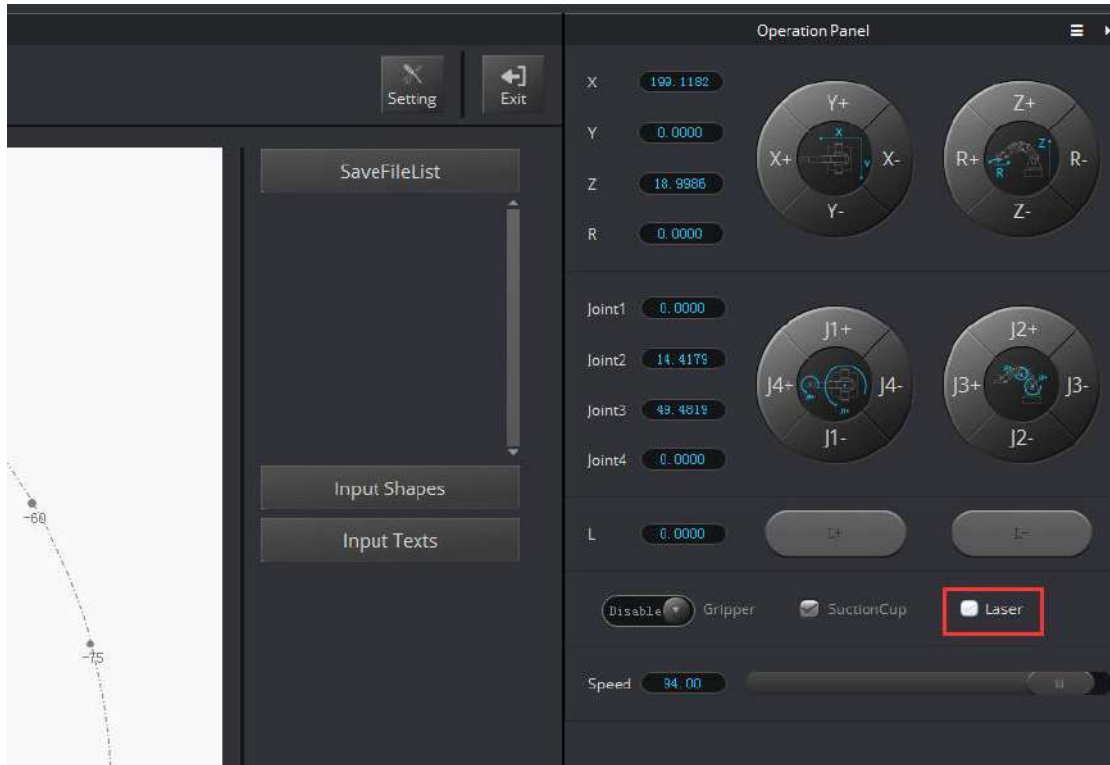 Operation Panel
Setting
Exit
SaveFileList
Input Shapes
Input Texts
-60
-75
X 199.1182
Y 0.0000
Z 18.9986
R 0.0000
Y+
X+ X-
Y-
X
Y
Z+
R+ R-
Z-
Z
R
Joint1 0.0000
Joint2 14.4179
Joint3 49.4819
Joint4 0.0000
J1+
J4+ J4-
J1-
J2+
J3+ J3-
J2-
L 0.0000
L+ L-
Disable Gripper SuctionCup Laser
Speed 94.00